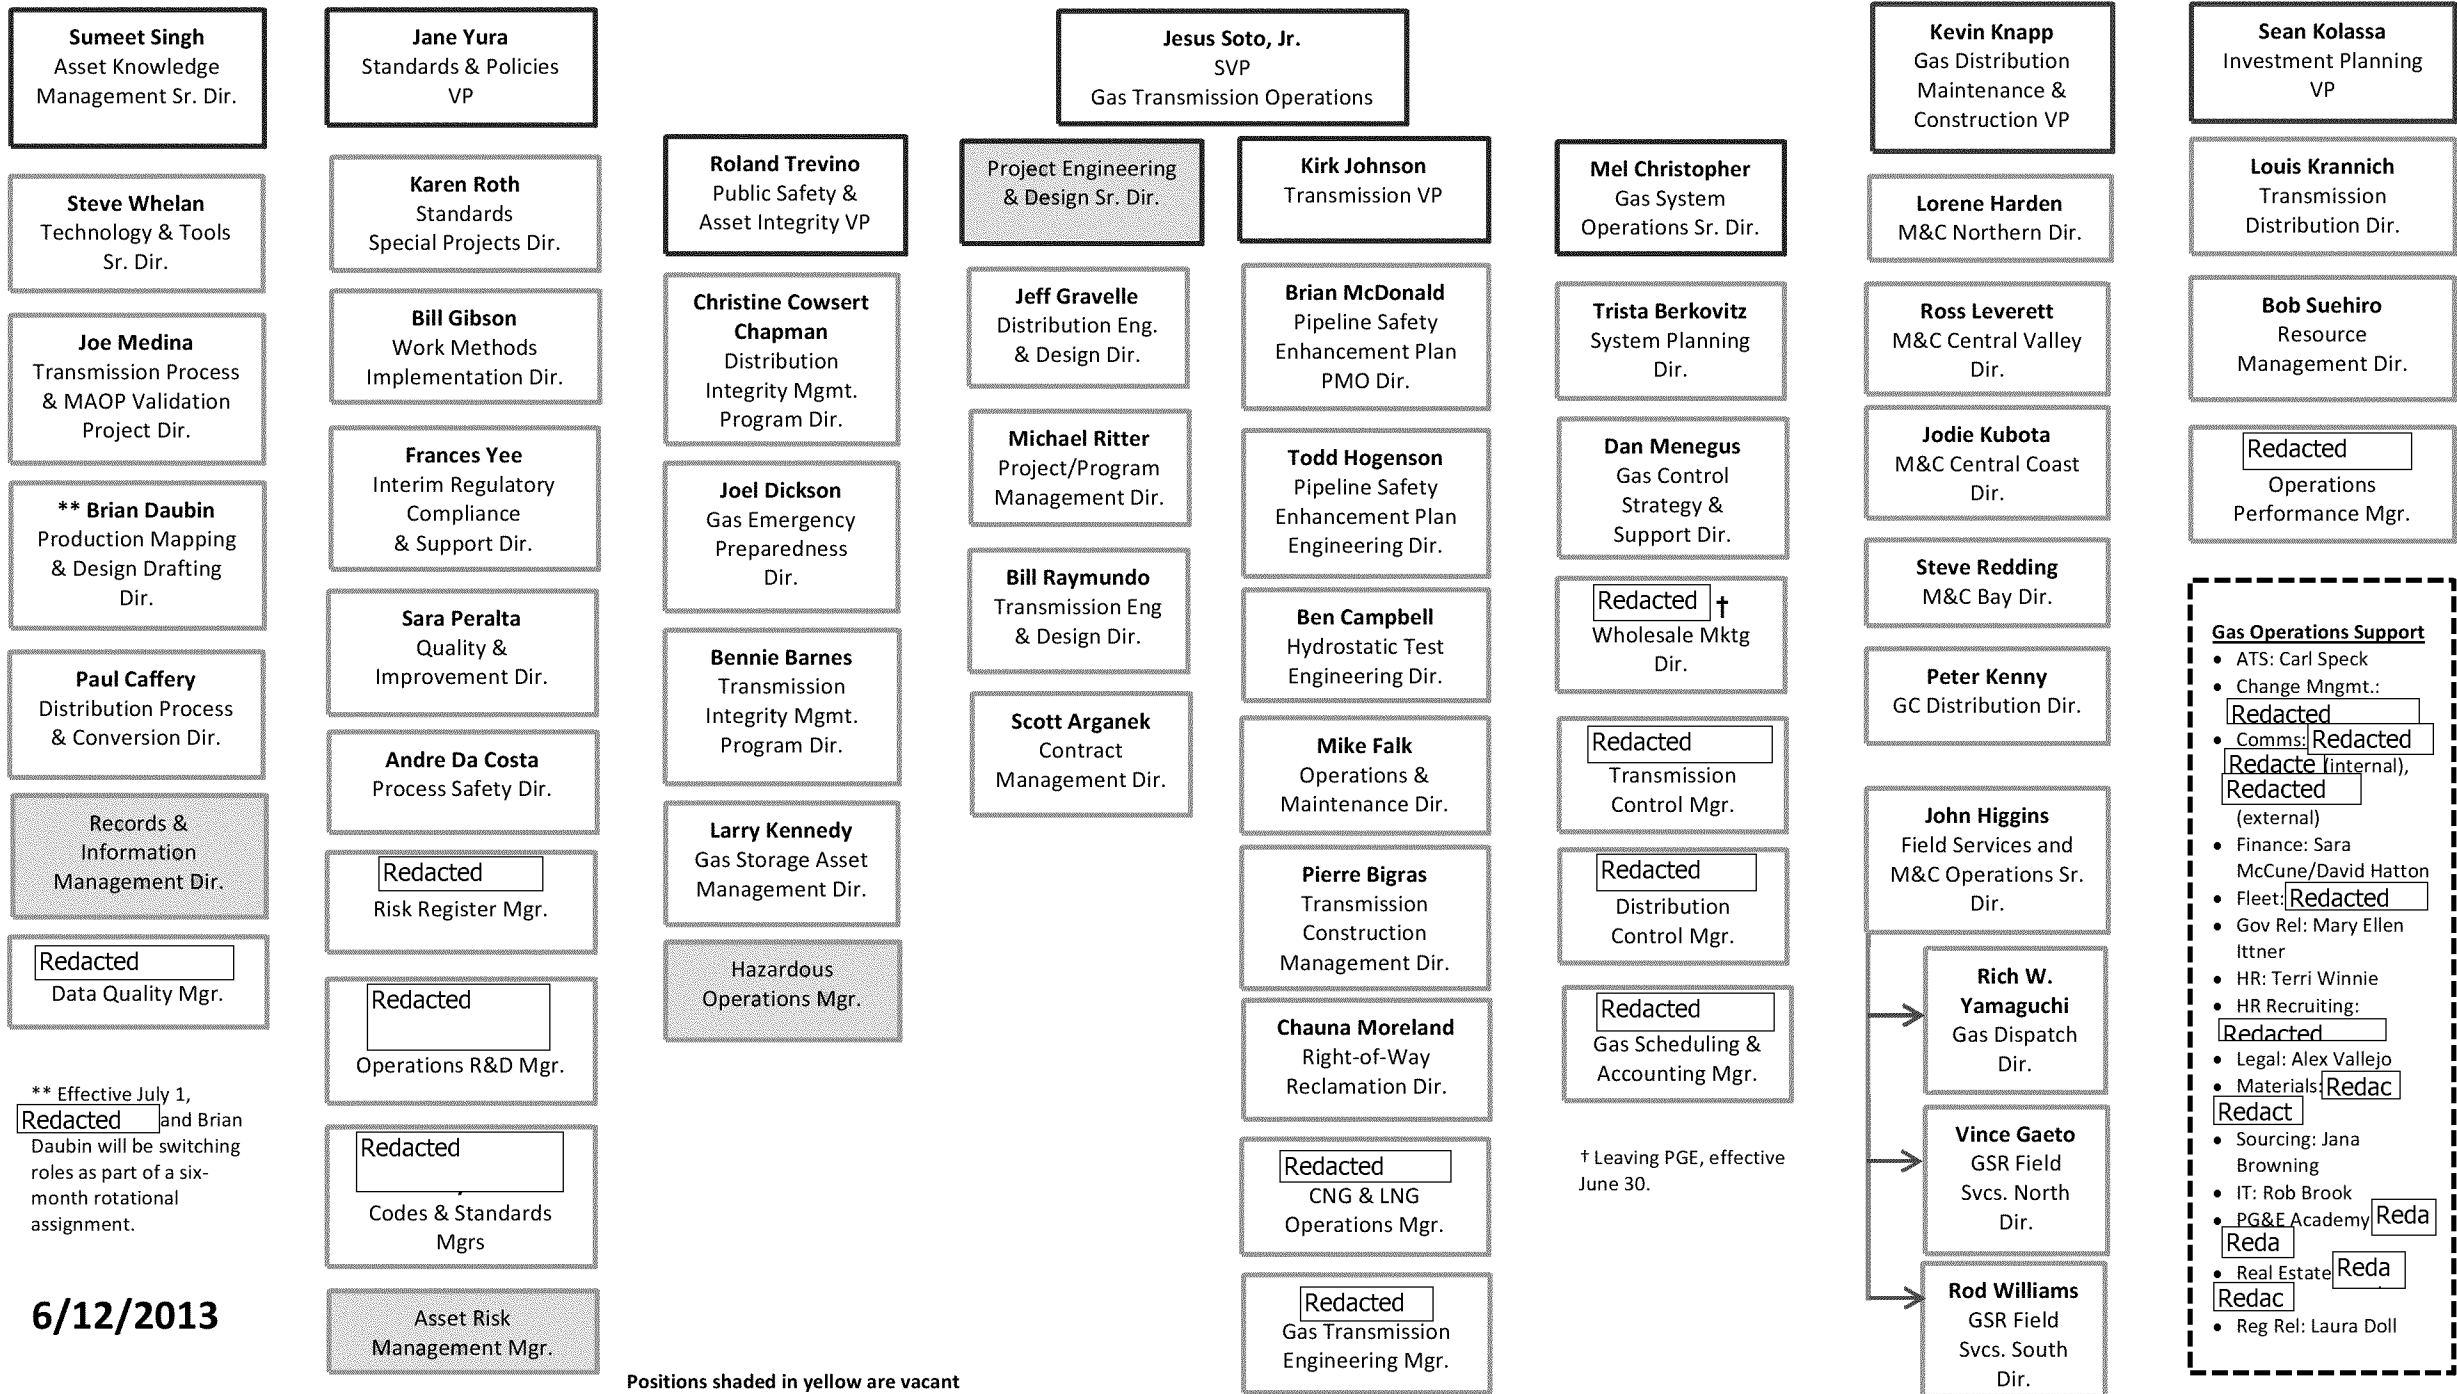 Sumeet Singh
Asset Knowledge
Management Sr. Dir.
Steve Whelan
Technology & Tools
Sr. Dir.
Joe Medina
Transmission Process
& MAOP Validation
Project Dir.
** Brian Daubin
Production Mapping
& Design Drafting
Dir.
Paul Caffery
Distribution Process
& Conversion Dir.
Records &
Information
Management Dir.
Redacted
Data Quality Mgr.
** Effective July 1,
Redacted and Brian
Daubin will be switching
roles as part of a six-
month rotational
assignment.
6/12/2013
Jane Yura
Standards & Policies
VP
Karen Roth
Standards
Special Projects Dir.
Bill Gibson
Work Methods
Implementation Dir.
Frances Yee
Interim Regulatory
Compliance
& Support Dir.
Sara Peralta
Quality &
Improvement Dir.
Andre Da Costa
Process Safety Dir.
Redacted
Risk Register Mgr.
Redacted
Operations R&D Mgr.
Redacted
Codes & Standards
Mgrs
Asset Risk
Management Mgr.
Jesus Soto, Jr.
SVP
Gas Transmission Operations
Roland Trevino
Public Safety &
Asset Integrity VP
Christine Cowsert
Chapman
Distribution
Integrity Mgmt.
Program Dir.
Joel Dickson
Gas Emergency
Preparedness
Dir.
Bennie Barnes
Transmission
Integrity Mgmt.
Program Dir.
Larry Kennedy
Gas Storage Asset
Management Dir.
Hazardous
Operations Mgr.
Project Engineering
& Design Sr. Dir.
Jeff Gravelle
Distribution Eng.
& Design Dir.
Michael Ritter
Project/Program
Management Dir.
Bill Raymundo
Transmission Eng
& Design Dir.
Scott Arganek
Contract
Management Dir.
Kirk Johnson
Transmission VP
Brian McDonald
Pipeline Safety
Enhancement Plan
PMO Dir.
Todd Hogenson
Pipeline Safety
Enhancement Plan
Engineering Dir.
Ben Campbell
Hydrostatic Test
Engineering Dir.
Mike Falk
Operations &
Maintenance Dir.
Pierre Bigras
Transmission
Construction
Management Dir.
Chauna Moreland
Right-of-Way
Reclamation Dir.
Redacted
CNG & LNG
Operations Mgr.
Redacted
Gas Transmission
Engineering Mgr.
Mel Christopher
Gas System
Operations Sr. Dir.
Trista Berkovitz
System Planning
Dir.
Dan Menegus
Gas Control
Strategy &
Support Dir.
Redacted †
Wholesale Mktg
Dir.
Redacted
Transmission
Control Mgr.
Redacted
Distribution
Control Mgr.
Redacted
Gas Scheduling &
Accounting Mgr.
† Leaving PGE, effective
June 30.
Kevin Knapp
Gas Distribution
Maintenance &
Construction VP
Lorene Harden
M&C Northern Dir.
Ross Leverett
M&C Central Valley
Dir.
Jodie Kubota
M&C Central Coast
Dir.
Steve Redding
M&C Bay Dir.
Peter Kenny
GC Distribution Dir.
John Higgins
Field Services and
M&C Operations Sr.
Dir.
Rich W.
Yamaguchi
Gas Dispatch
Dir.
Vince Gaeto
GSR Field
Svcs. North
Dir.
Rod Williams
GSR Field
Svcs. South
Dir.
Sean Kolassa
Investment Planning
VP
Louis Krannich
Transmission
Distribution Dir.
Bob Suehiro
Resource
Management Dir.
Redacted
Operations
Performance Mgr.
Gas Operations Support
• ATS: Carl Speck
• Change Mngmt.:
Redacted
• Comms: Redacted
Redacte (internal),
Redacted
(external)
• Finance: Sara
McCune/David Hatton
• Fleet: Redacted
• Gov Rel: Mary Ellen
Ittner
• HR: Terri Winnie
• HR Recruiting:
Redacted
• Legal: Alex Vallejo
• Materials: Redac
Redact
• Sourcing: Jana
Browning
• IT: Rob Brook
• PG&E Academy Reda
Reda
• Real Estate Reda
Redac
• Reg Rel: Laura Doll
Positions shaded in yellow are vacant